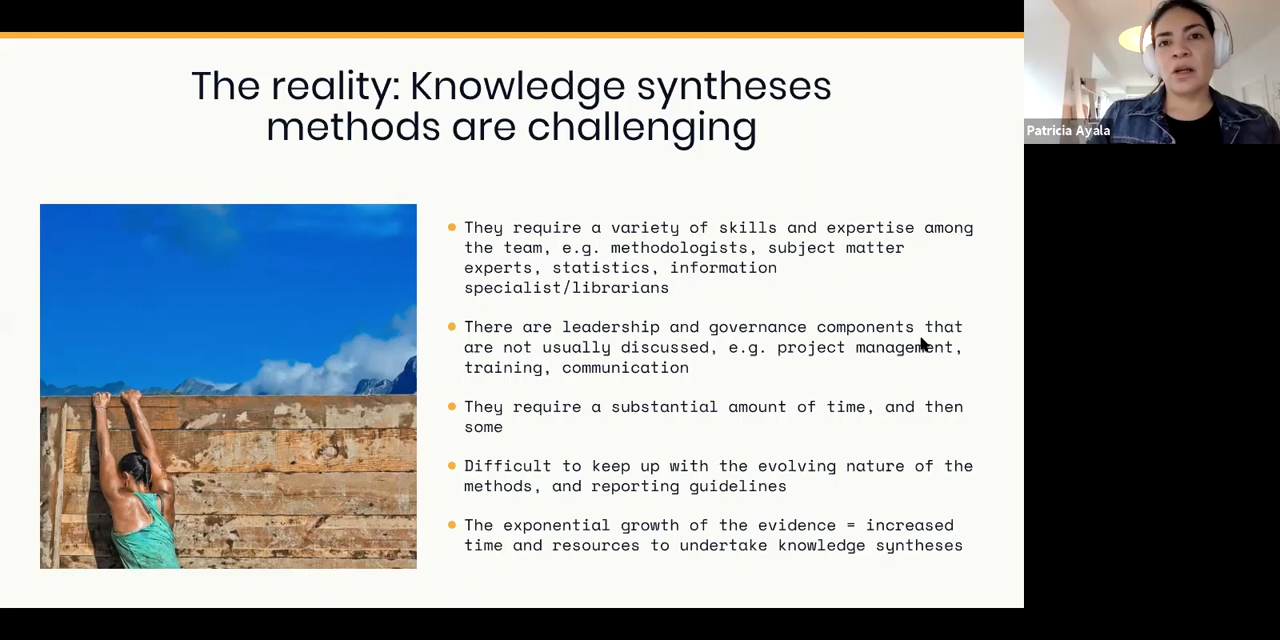 The reality: Knowledge syntheses
methods are challenging
They require a variety of skills and expertise among
the team, e.g. methodologists, subject matter
experts, statistics, information
specialist/librarians
There are leadership and governance components that
are not usually discussed, e.g. project management,
training, communication
They require a substantial amount of time, and then
some
Difficult to keep up with the evolving nature of the
methods, and reporting guidelines
The exponential growth of the evidence = increased
time and resources to undertake knowledge syntheses
Patricia Ayala